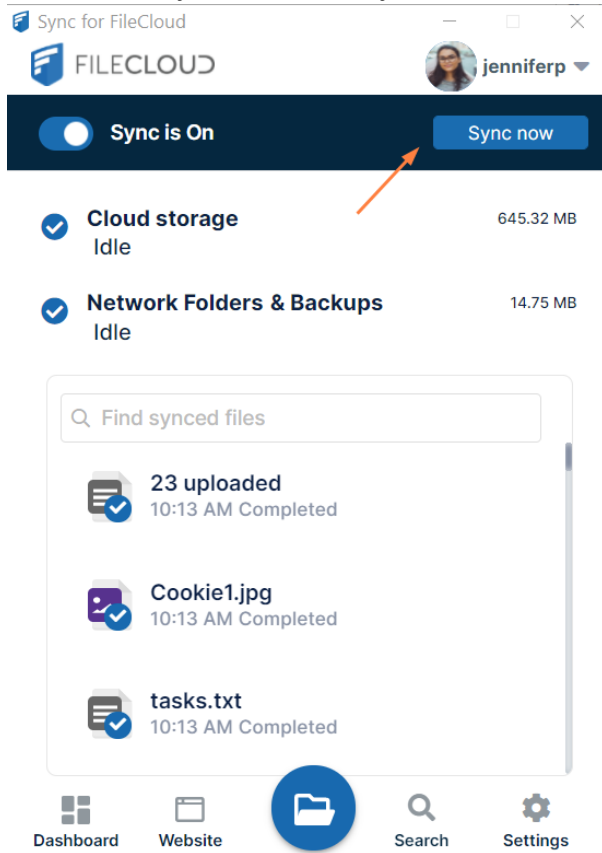 Sync for FileCloud
FILECLOUD
jenniferp
Sync is On
Sync now
Cloud storage
645.32 MB
Idle
Network Folders & Backups
14.75 MB
Idle
Find synced files
23 uploaded
10:13 AM Completed
Cookie1.jpg
10:13 AM Completed
tasks.txt
10:13 AM Completed
Dashboard
Website
Search
Settings